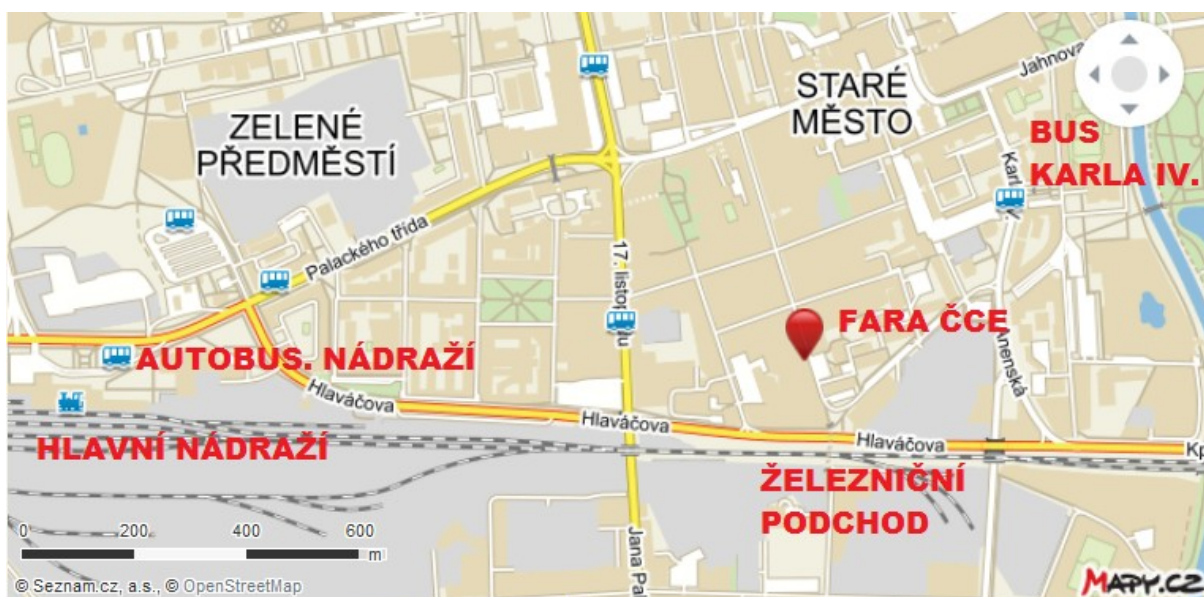 Jahnova
ZELENÉ
PŘEDMĚSTÍ
STARÉ
MĚSTO
BUS
KARLA IV.
Palackého třída
17. listopadu
FARA ČCE
AUTOBUS. NÁDRAŽÍ
Anenská
Hlaváčova
Hlaváčova
Hlaváčova
HLAVNÍ NÁDRAŽÍ
ŽELEZNIČNÍ
PODCHOD
0 200 400 600
m
© Seznam.cz, a.s., © OpenStreetMap
Jana Pa
MAPY.CZ